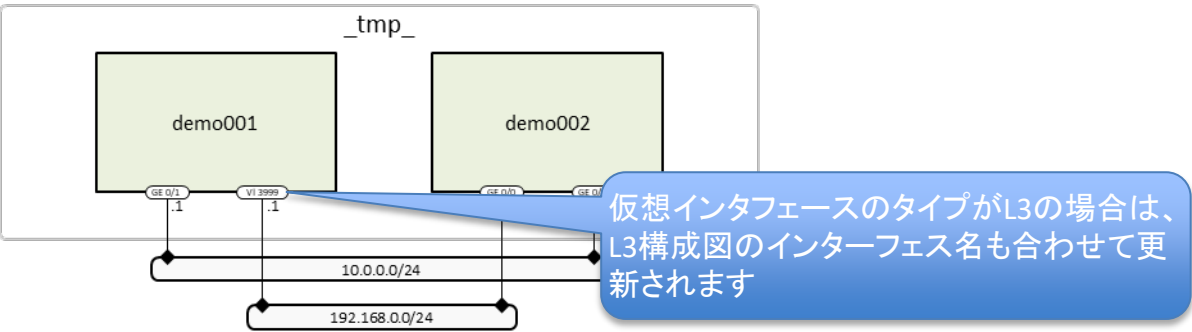 _tmp_
demo001
demo002
GE 0/1
Vl 3999
GE 0/0
GE 0/
.1
.1
仮想インタフェースのタイプがL3の場合は、
L3構成図のインターフェス名も合わせて更
新されます
10.0.0.0/24
192.168.0.0/24